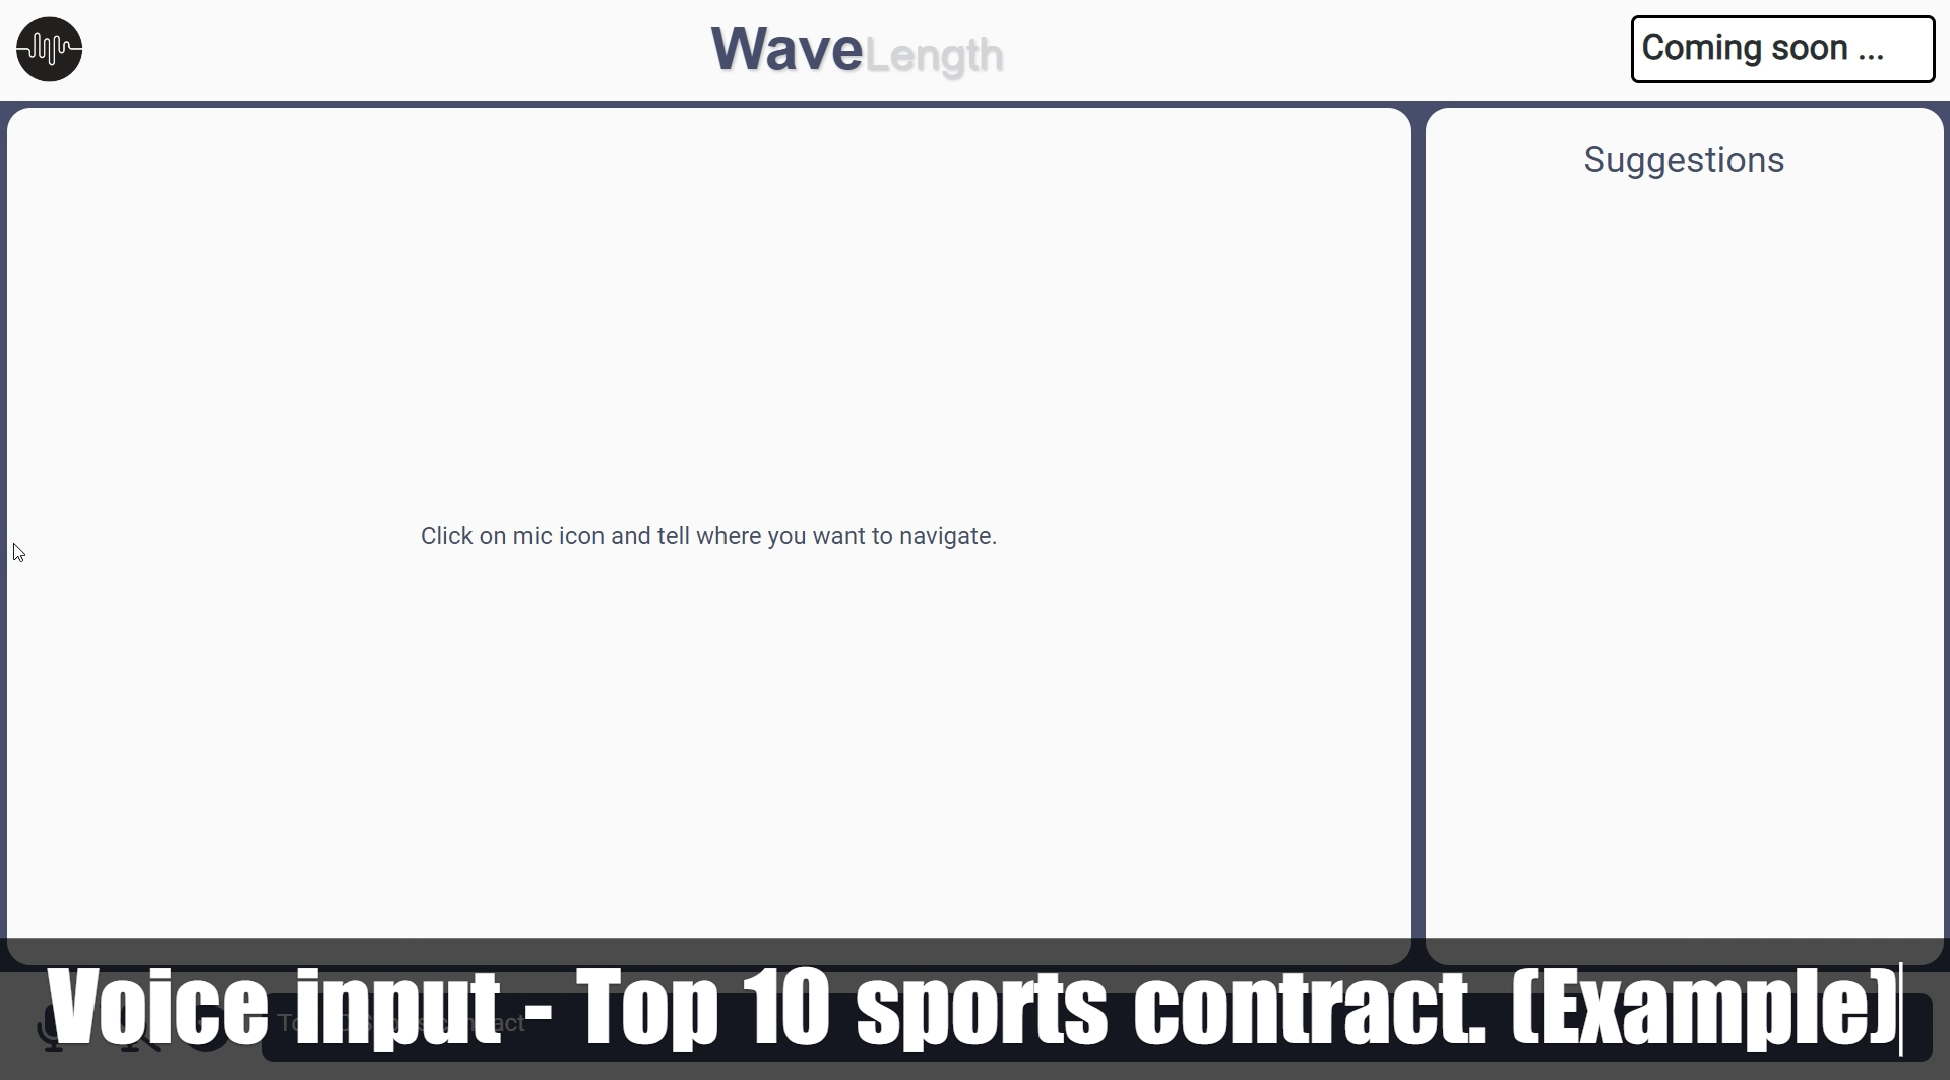 WaveLength
Coming soon ...
Suggestions
Click on mic icon and tell where you want to navigate.
Voice input - Top 10 sports contract. (Example)